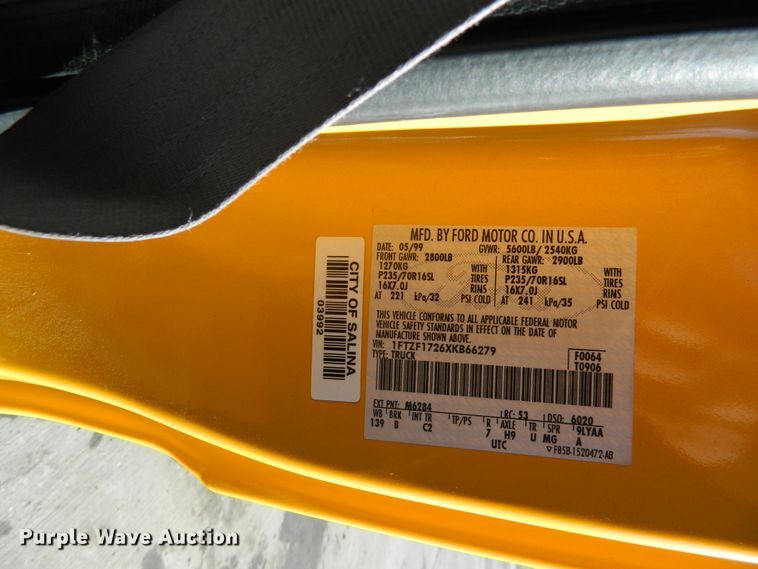 CITY OF SALINA
03992
MFD. BY FORD MOTOR CO. IN U.S.A.
DATE: 05/99 GVWR: 5600LB/ 2540KG
FRONT GAWR: 2800LB REAR GAWR: 2900LB
1270KG WITH 1315KG WITH
P235/70R16SL TIRES P235/70R16SL TIRES
16X7.0J RIMS 16X7.0J RIMS
AT 221 kPa/32 PSI COLD AT 241 kPa/35 PSI COLD
THIS VEHICLE CONFORMS TO ALL APPLICABLE FEDERAL MOTOR
VEHICLE SAFETY STANDARDS IN EFFECT ON THE DATE OF
MANUFACTURE SHOWN ABOVE.
VIN: 1FTZF1726XKB66279 F0064
TYPE: TRUCK T0906
EXT PNT: M6284 RC: 53 DSO: 6020
WB BRK INT TR TP/PS R AXLE TR SPR 9LYAA
139 B C2 7 H9 U MG A
UTC ▽ F85B-1520472-AB
Purple Wave Auction